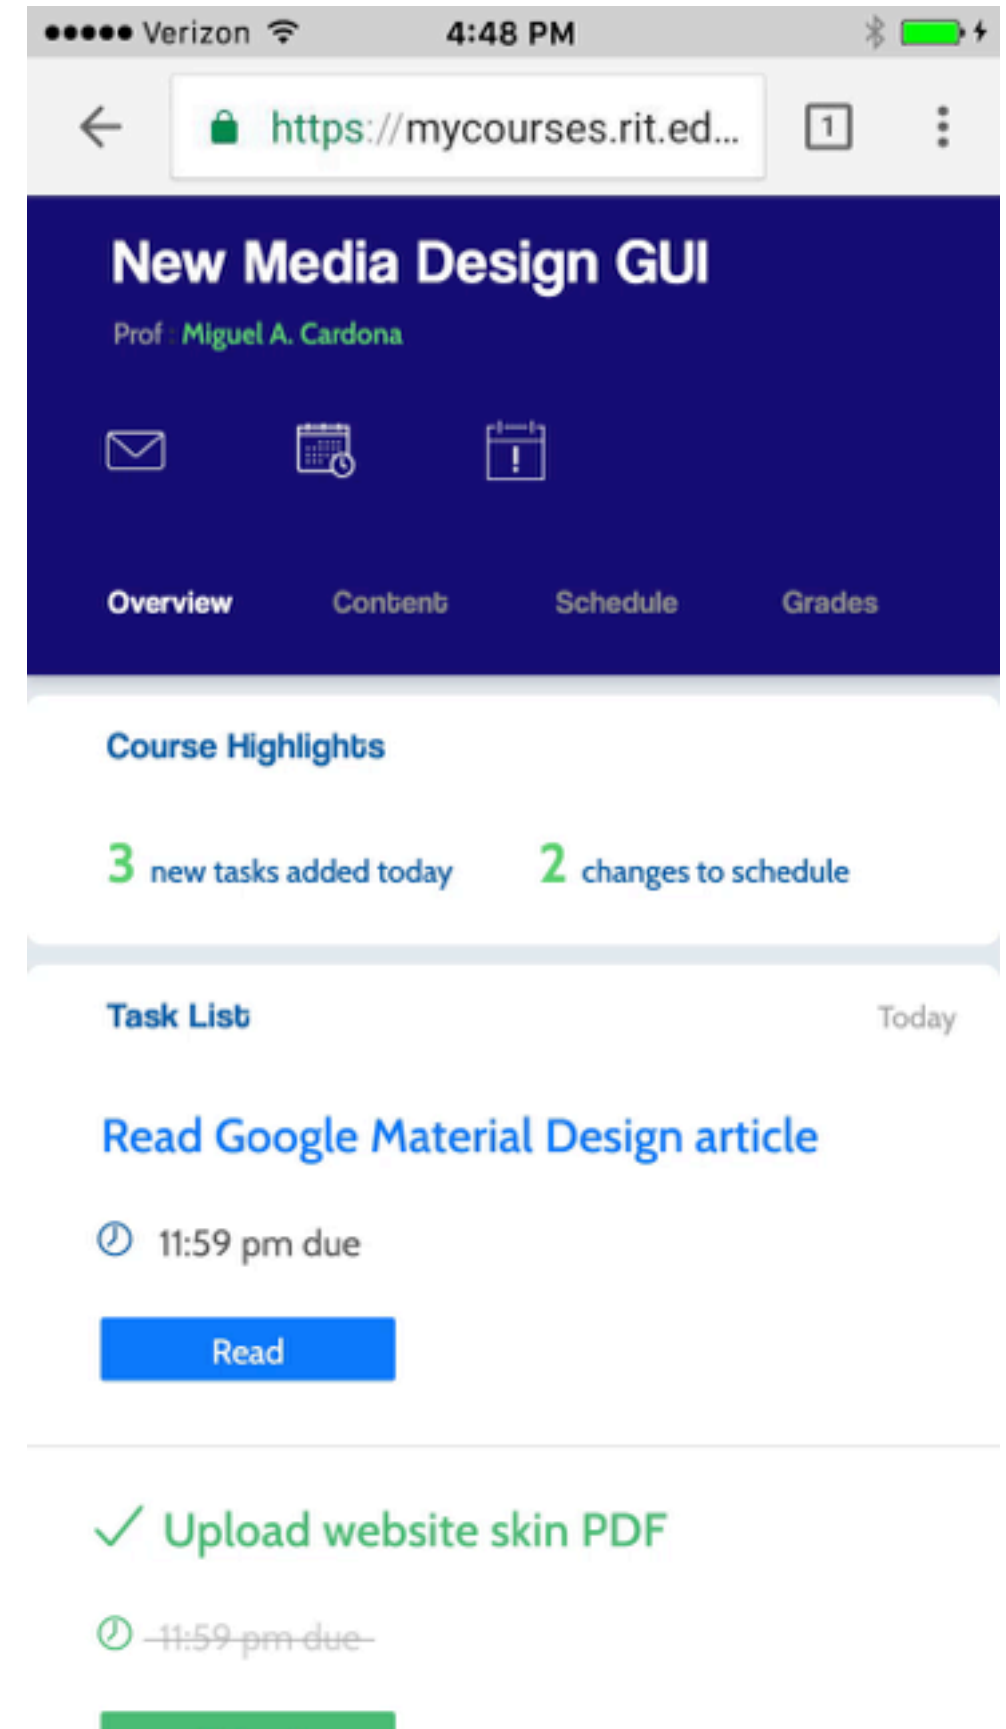 Verizon 4:48 PM
https://mycourses.rit.ed... 1
New Media Design GUI
Prof : Miguel A. Cardona
Overview Content Schedule Grades
Course Highlights
3 new tasks added today 2 changes to schedule
Task List Today
Read Google Material Design article
11:59 pm due
Read
Upload website skin PDF
11:59 pm due